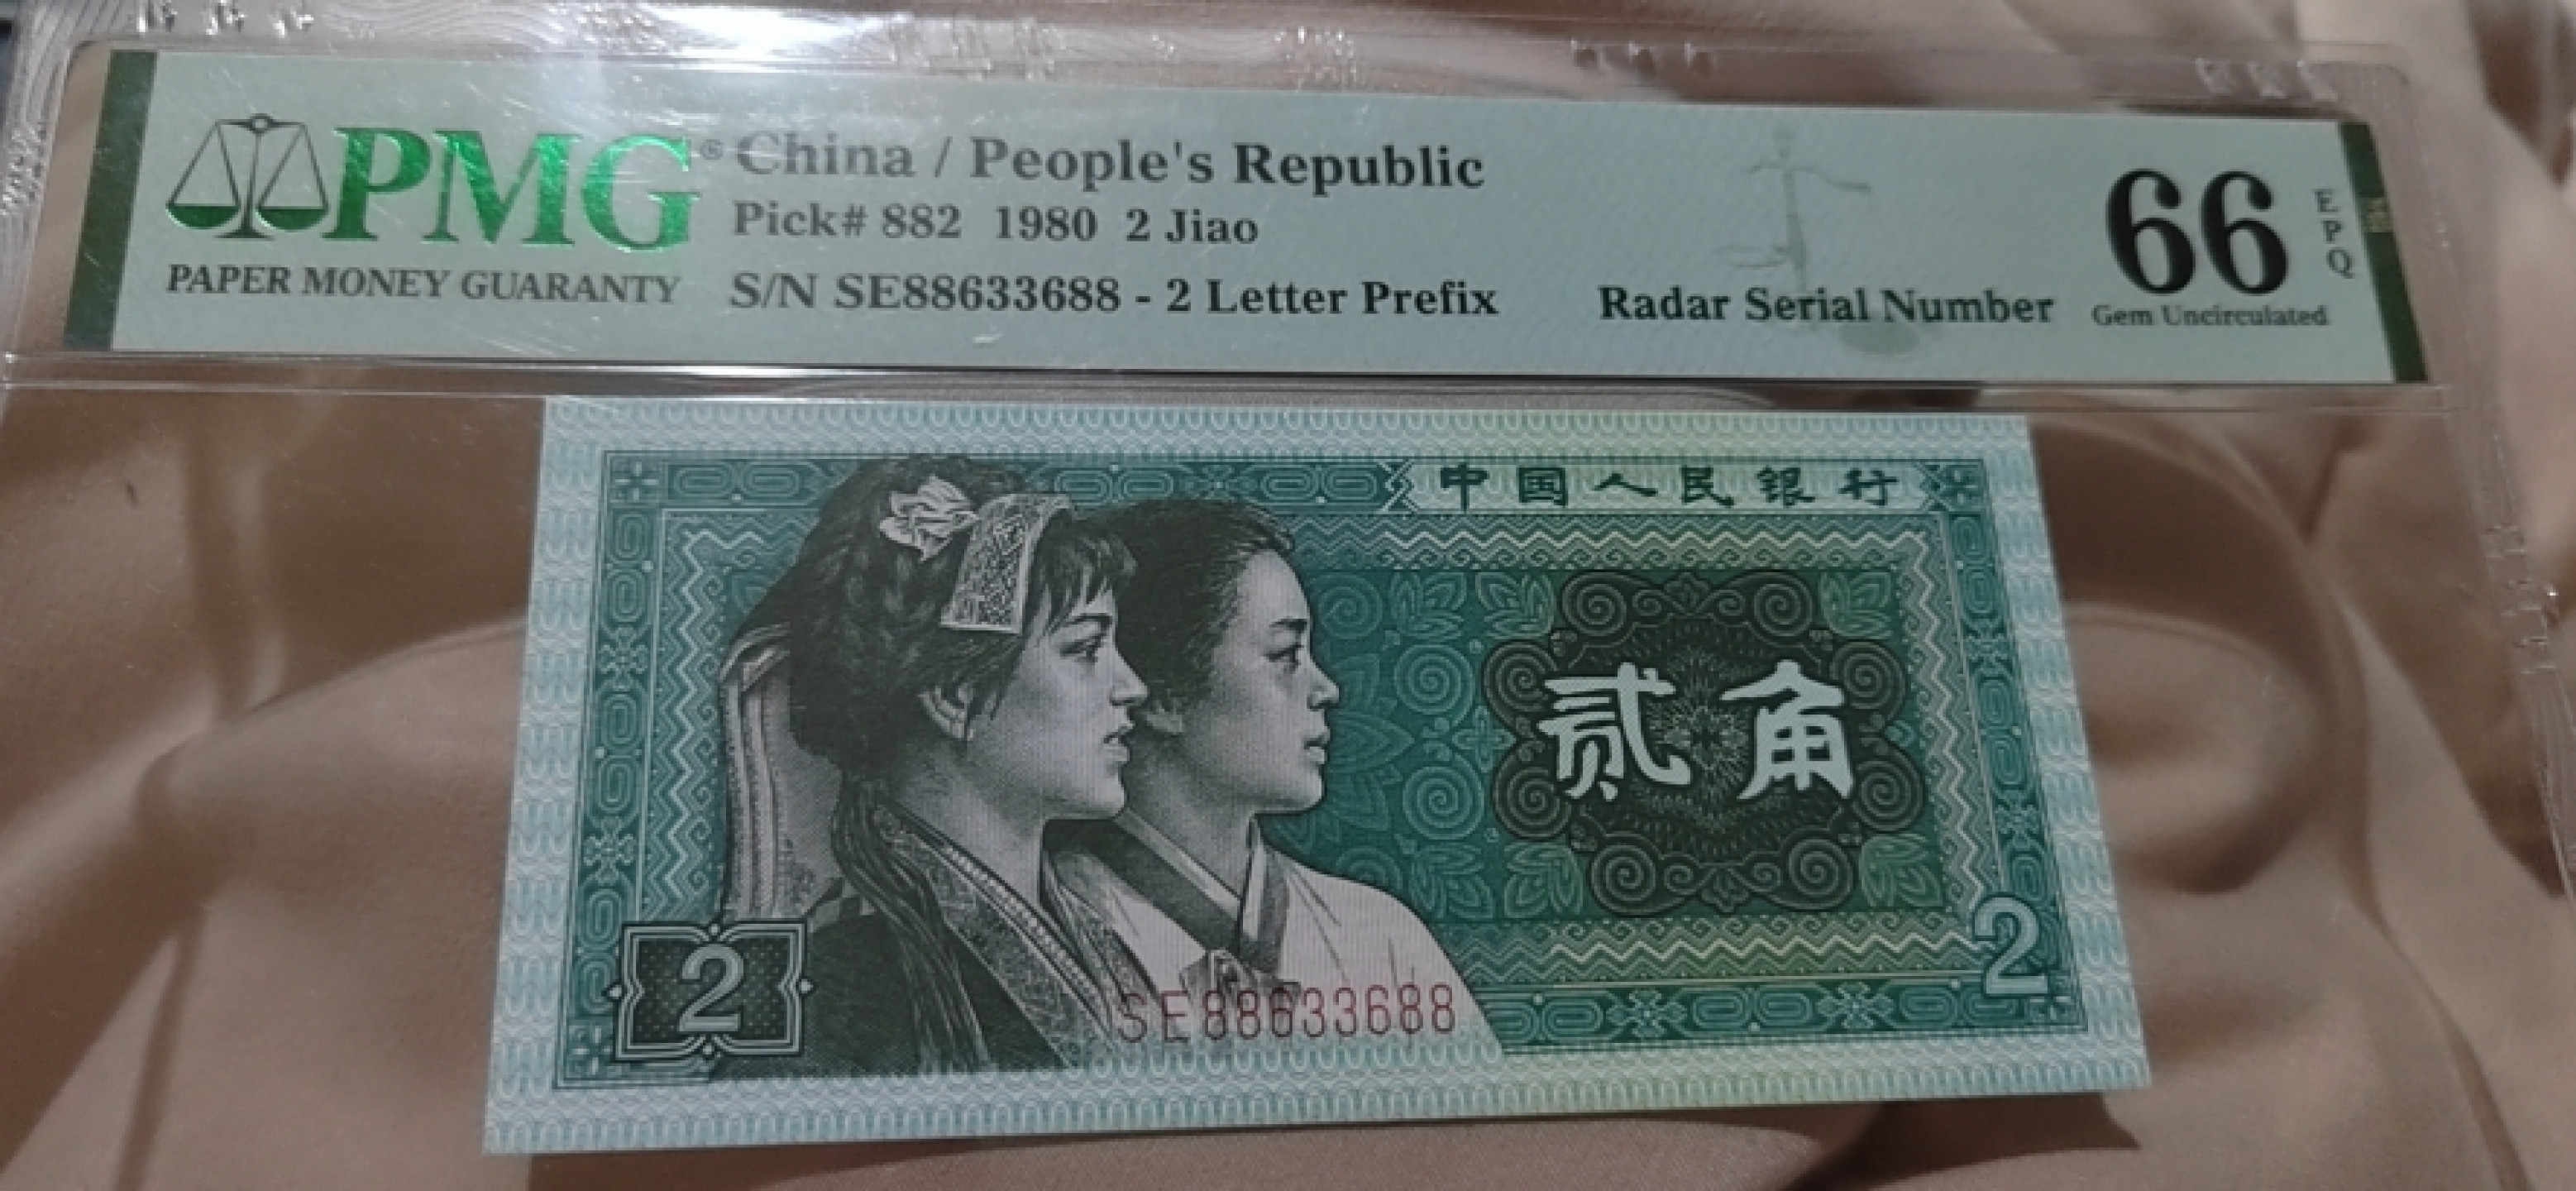 PMG®
PAPER MONEY GUARANTY
China / People's Republic
Pick# 882 1980 2 Jiao
S/N SE88633688 - 2 Letter Prefix
Radar Serial Number
66
EPQ
Gem Uncirculated
中国人民银行
贰角
2
2
SE88633688